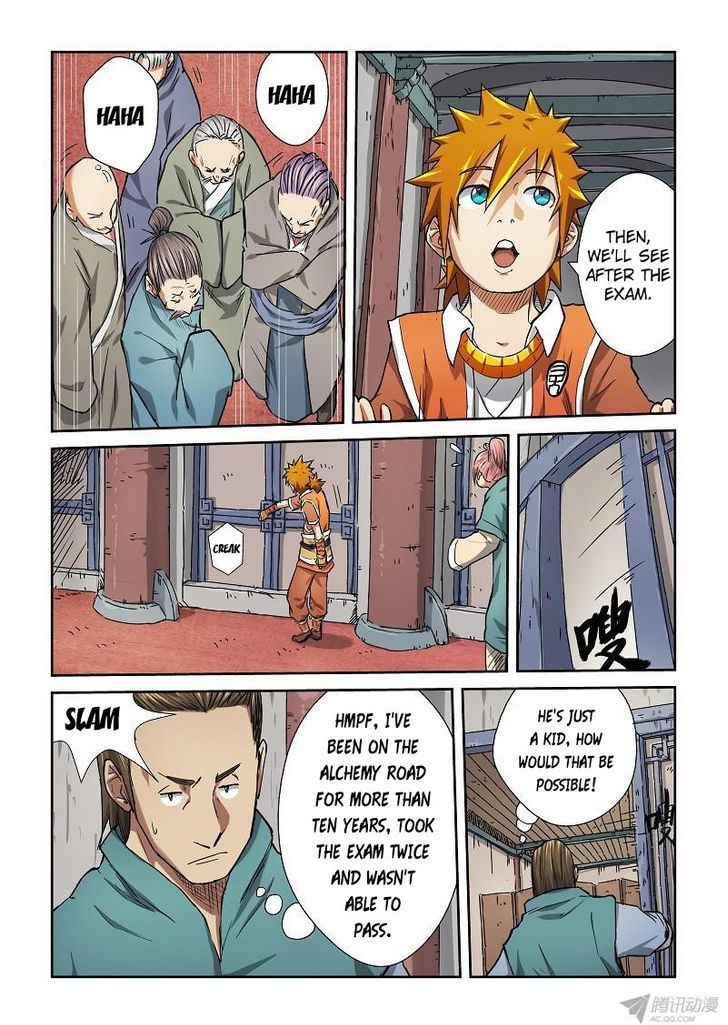 HAHA
HAHA
THEN,
WE'LL SEE
AFTER THE
EXAM.
CREAK
嗖
SLAM
HMPF, I'VE
BEEN ON THE
ALCHEMY ROAD
FOR MORE THAN
TEN YEARS, TOOK
THE EXAM TWICE
AND WASN'T
ABLE TO
PASS.
HE'S JUST
A KID, HOW
WOULD THAT BE
POSSIBLE!
嗖
腾讯动漫
AC.QQ.COM